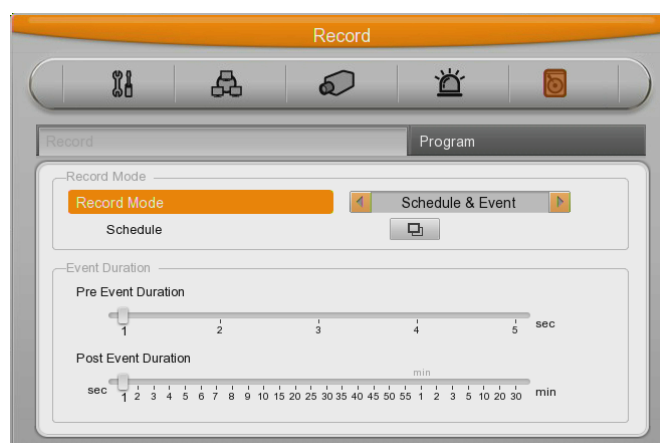 Record
Record Program
Record Mode
Record Mode Schedule & Event
Schedule
Event Duration
Pre Event Duration
1 2 3 4 5 sec
Post Event Duration
min
sec 1 2 3 4 5 6 7 8 9 10 15 20 25 30 35 40 45 50 55 1 2 3 5 10 20 30 min